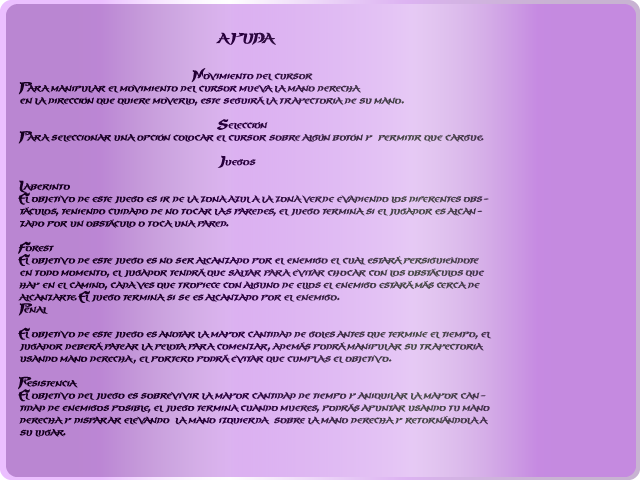 AYUDA
Movimiento del cursor
Para manipular el movimiento del cursor mueva la mano derecha
en la dirección que quiere moverlo, este seguirá la trayectoria de su mano.
Selección
Para seleccionar una opción colocar el cursor sobre algún botón y permitir que cargue.
Juegos
Laberinto
El objetivo de este juego es ir de la zona azul a la zona verde evadiendo los diferentes obs-
táculos, teniendo cuidado de no tocar las paredes, el juego termina si el jugador es alcan-
zado por un obstáculo o toca una pared.
Forest
El objetivo de este juego es no ser alcanzado por el enemigo el cual estará persiguiendote
en todo momento, el jugador tendrá que saltar para evitar chocar con los obstáculos que
hay en el camino, cada ves que tropiece con alguno de ellos el enemigo estará más cerca de
alcanzarte. El juego termina si se es alcanzado por el enemigo.
Penal
El objetivo de este juego es anotar la mayor cantidad de goles antes que termine el tiempo, el
jugador deberá patear la pelota para comentar, además podrá manipular su trayectoria
usando mano derecha, el portero podrá evitar que cumplas el objetivo.
Resistencia
El objetivo del juego es sobrevivir la mayor cantidad de tiempo y aniquilar la mayor can-
tidad de enemigos posible, el juego termina cuando mueres, podrás apuntar usando tu mano
derecha y disparar elevando la mano izquierda sobre la mano derecha y retornándola a
su lugar.